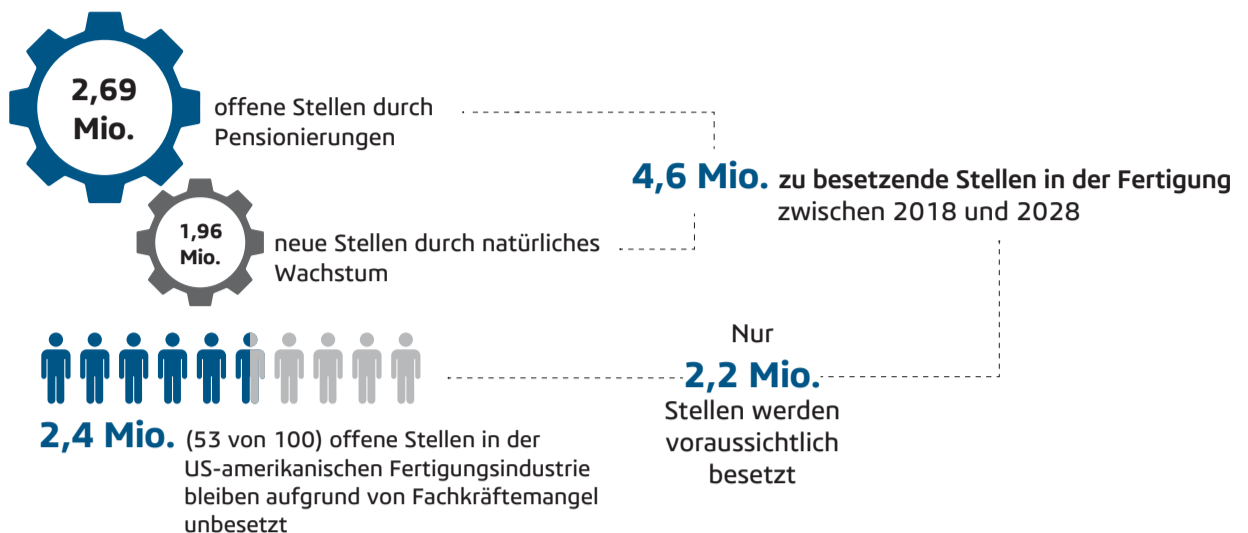 2,69
Mio.
offene Stellen durch
Pensionierungen
1,96
Mio.
neue Stellen durch natürliches
Wachstum
4,6 Mio. zu besetzende Stellen in der Fertigung
zwischen 2018 und 2028
Nur
2,2 Mio.
Stellen werden
voraussichtlich
besetzt
2,4 Mio. (53 von 100) offene Stellen in der
US-amerikanischen Fertigungsindustrie
bleiben aufgrund von Fachkräftemangel
unbesetzt